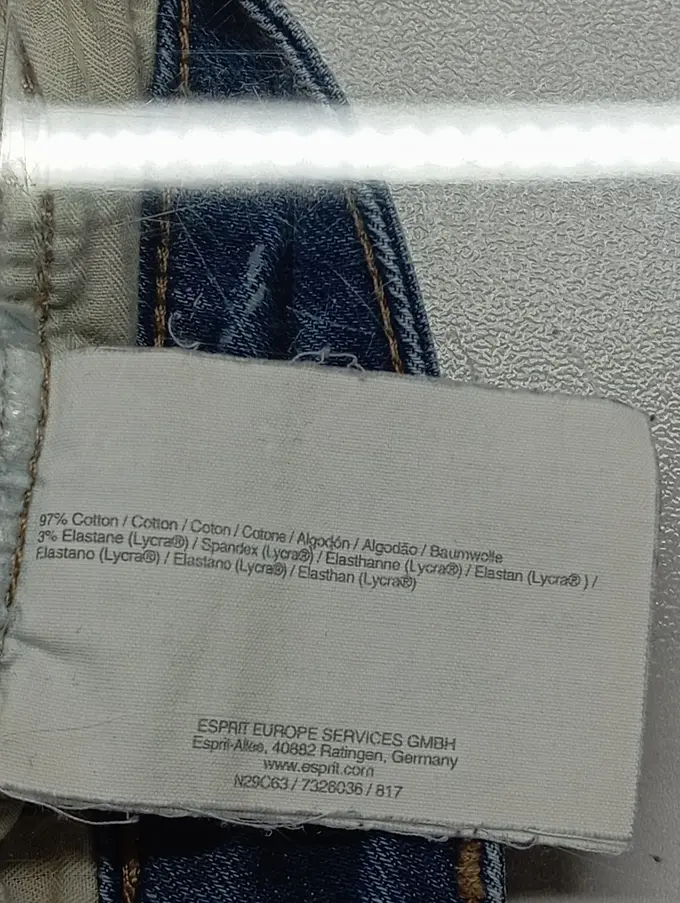 97% Cotton / Cotton / Coton / Cotone / Algodón / Algodão / Baumwolle
3% Elastane (Lycra®) / Spandex (Lycra®) / Elasthanne (Lycra®) / Elastan (Lycra® ) /
Elastano (Lycra®) / Elastano (Lycra®) / Elasthan (Lycra®)
ESPRIT EUROPE SERVICES GMBH
Esprit-Allee, 40882 Ratingen, Germany
www.esprit.com
N29C63 / 7326036 / 817